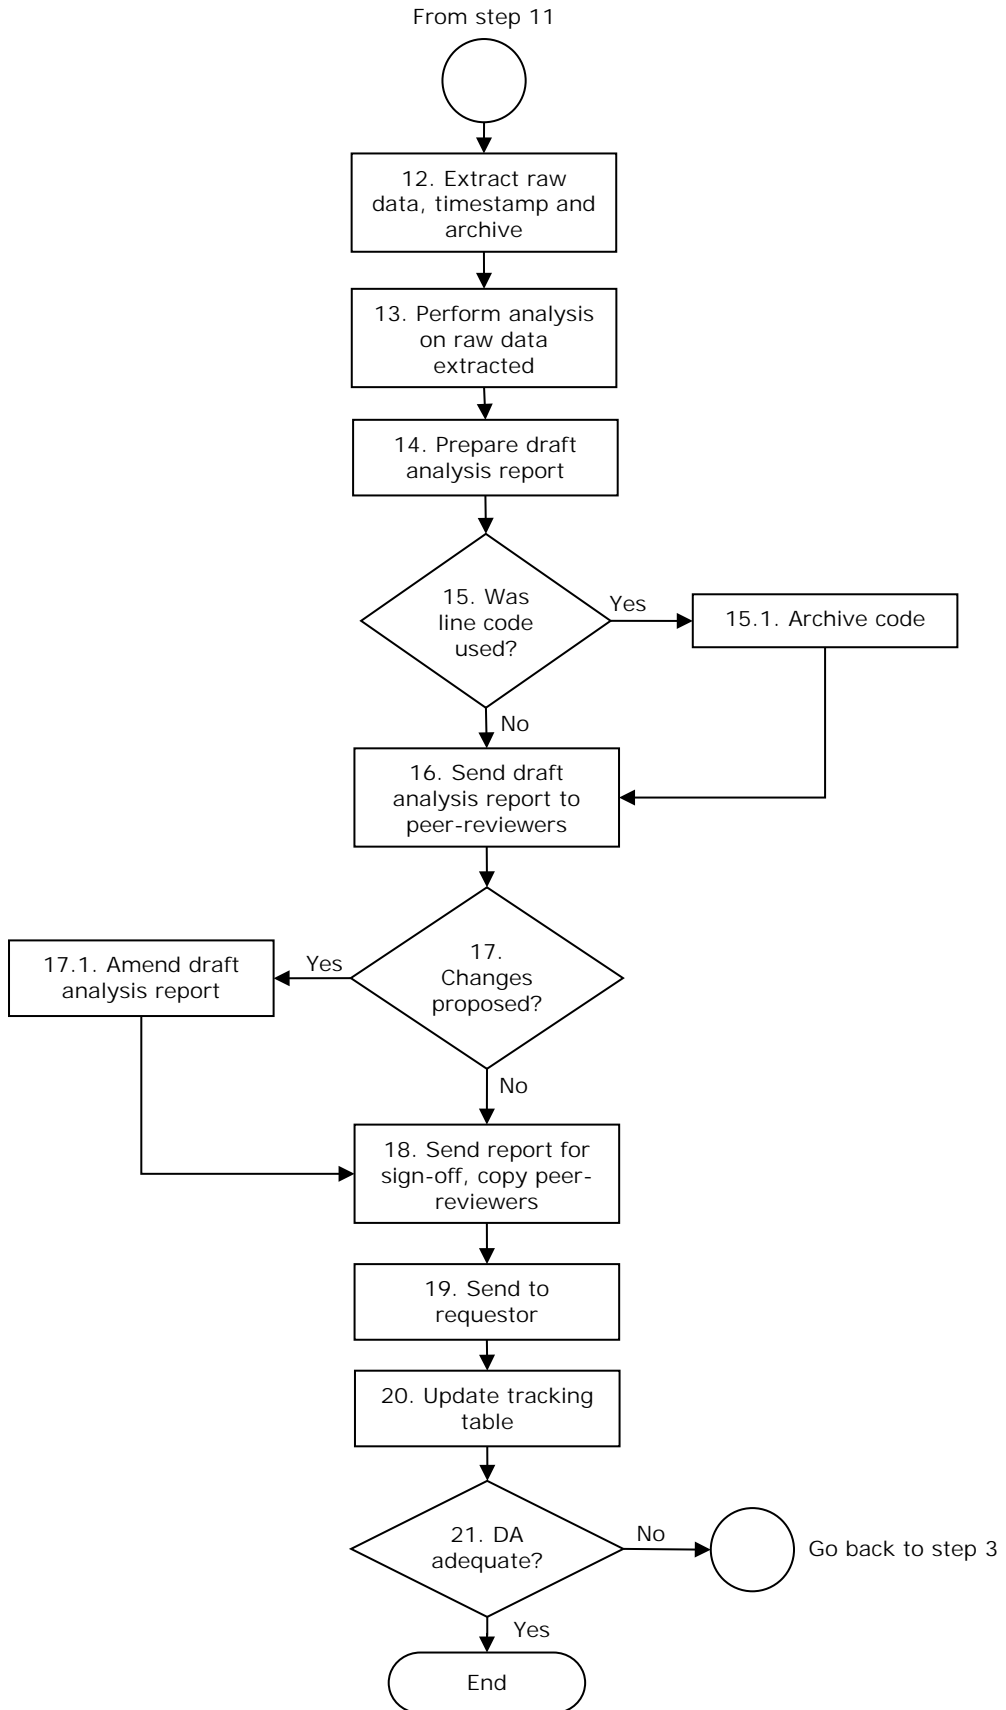 From step 11
12. Extract raw
data, timestamp and
archive
13. Perform analysis
on raw data
extracted
14. Prepare draft
analysis report
15. Was
line code
used?
Yes
15.1. Archive code
No
16. Send draft
analysis report to
peer-reviewers
17.
Changes
proposed?
Yes
17.1. Amend draft
analysis report
No
18. Send report for
sign-off, copy peer-
reviewers
19. Send to
requestor
20. Update tracking
table
21. DA
adequate?
No
Go back to step 3
Yes
End